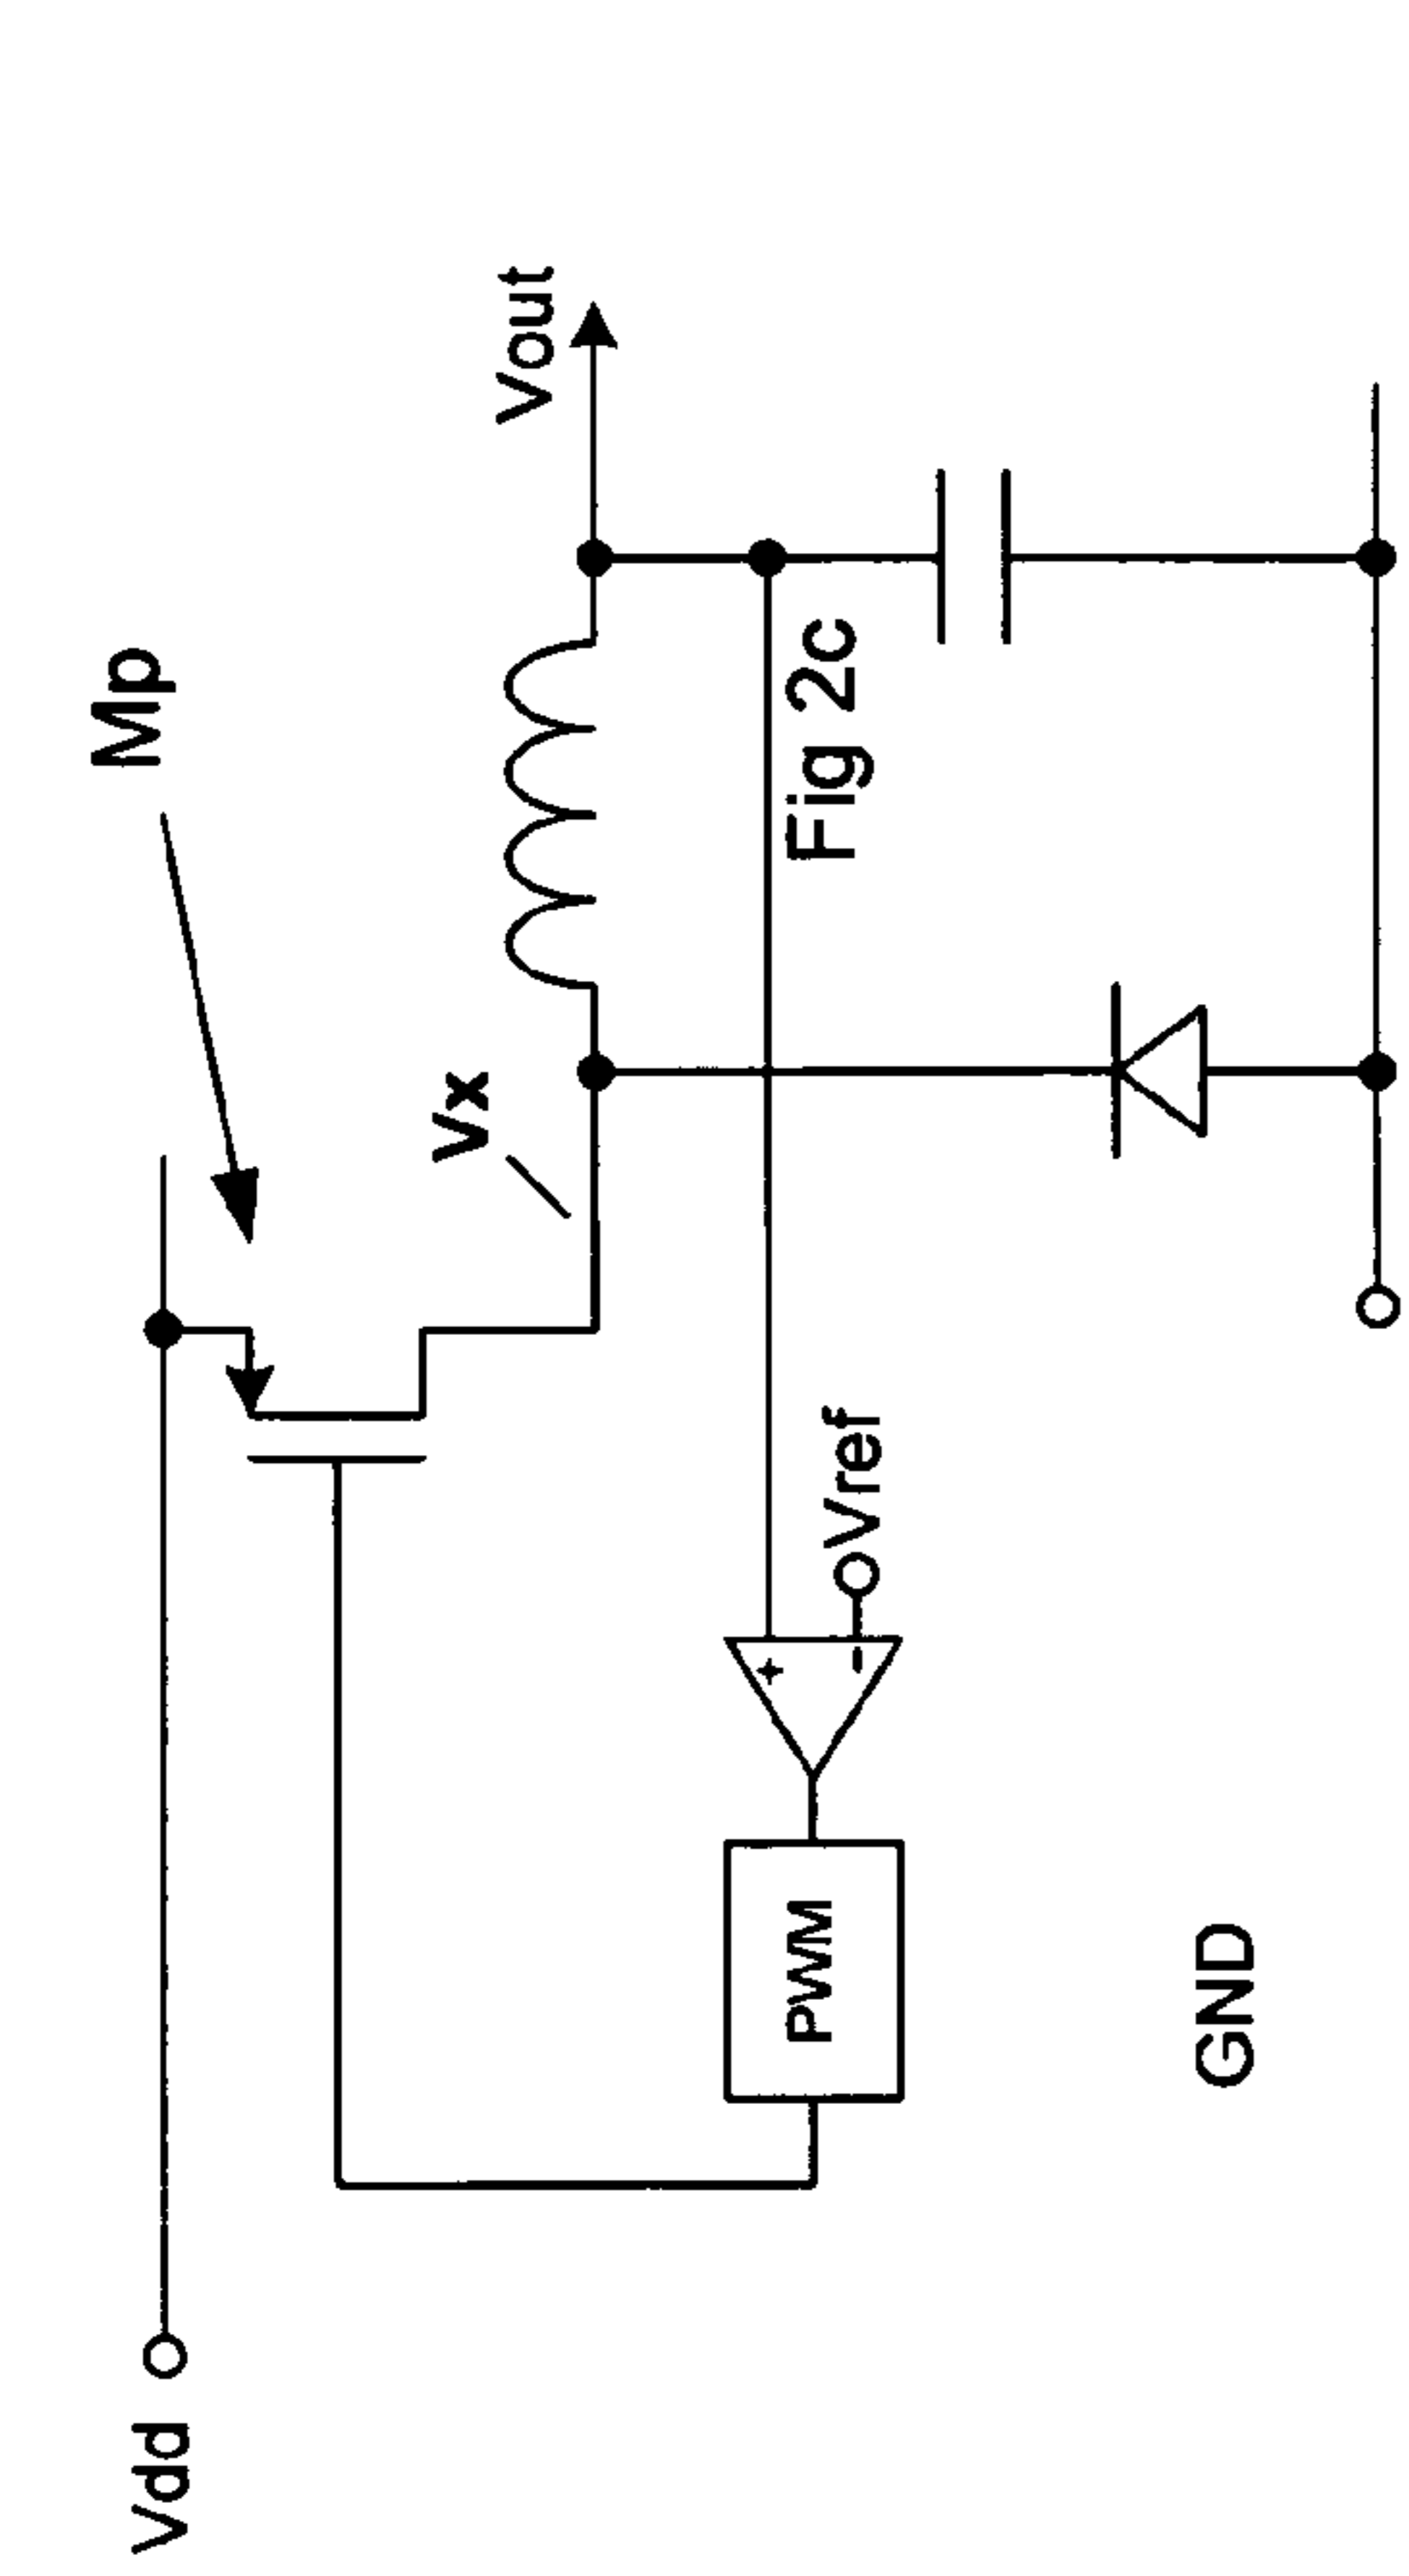 Vdd
Mp
Vx
Vout
Fig 2c
+
-
Vref
PWM
GND